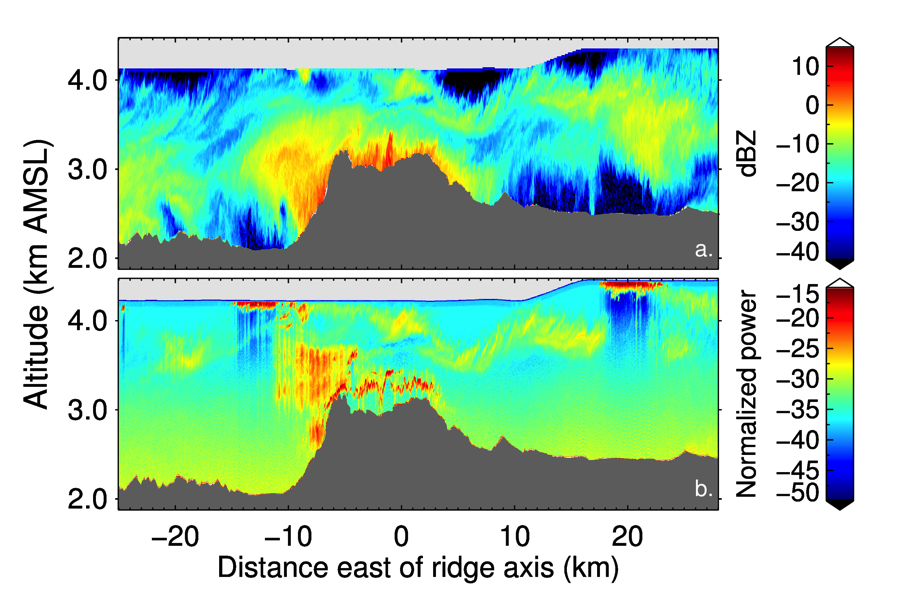 4.0
3.0
2.0
a.
10
0
−10
−20
−30
−40
dBZ
Altitude (km AMSL)
4.0
3.0
2.0
b.
−15
−20
−25
−30
−35
−40
−45
−50
Normalized power
−20 −10 0 10 20
Distance east of ridge axis (km)